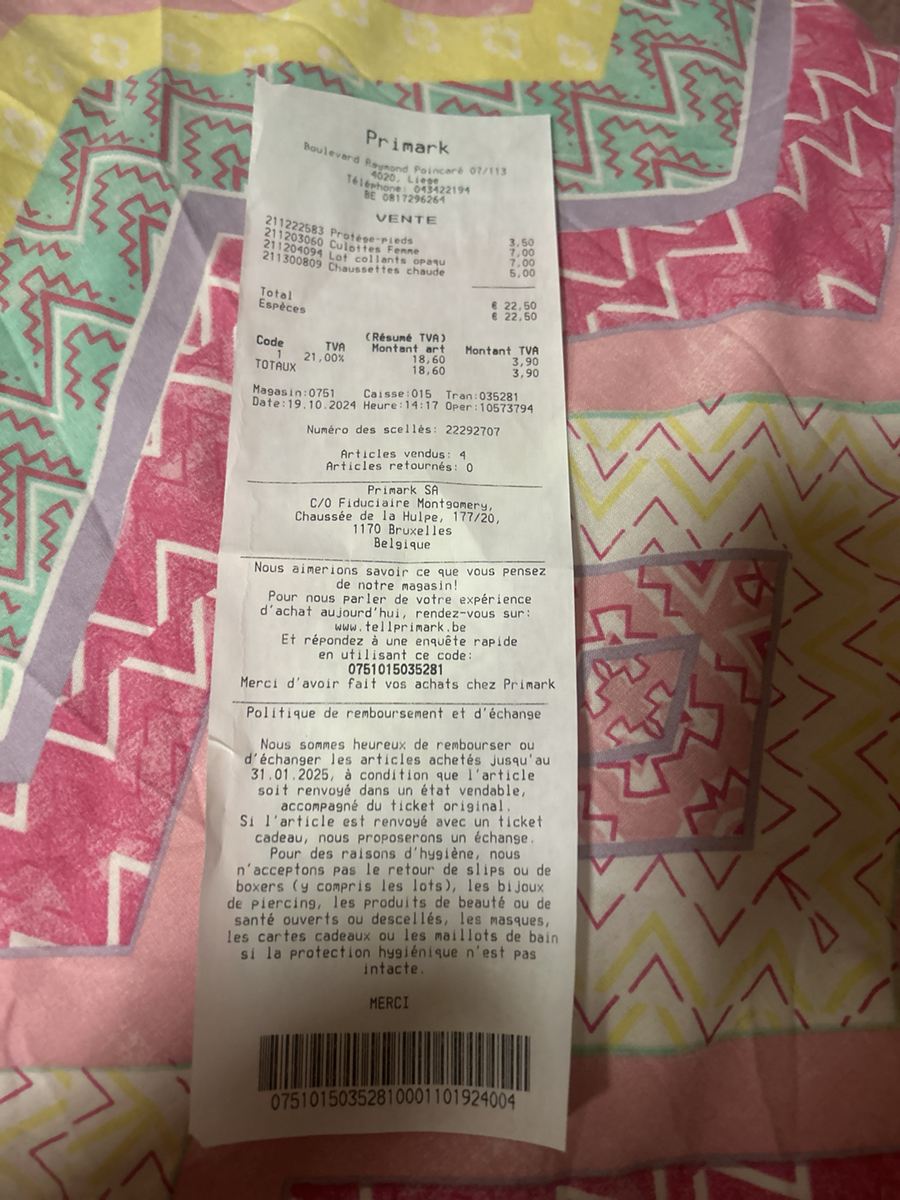 Primark
Boulevard Raymond Poincaré 07/113
4020, Liege
Téléphone: 043422194
BE 0817296264
VENTE
211222583 Protège-pieds 3,50
211203060 Culottes Femme 7,00
211204094 Lot collants opaqu 7,00
211300809 Chaussettes chaude 5,00
Total € 22,50
Espèces € 22,50
(Résumé TVA)
Code TVA Montant art Montant TVA
1 21,00% 18,60 3,90
TOTAUX 18,60 3,90
Magasin:0751 Caisse:015 Tran:035281
Date:19.10.2024 Heure:14:17 Oper:10573794
Numéro des scellés: 22292707
Articles vendus: 4
Articles retournés: 0
Primark SA
C/O Fiduciaire Montgomery,
Chaussée de la Hulpe, 177/20,
1170 Bruxelles
Belgique
Nous aimerions savoir ce que vous pensez
de notre magasin!
Pour nous parler de votre expérience
d'achat aujourd'hui, rendez-vous sur:
www.tellprimark.be
Et répondez à une enquête rapide
en utilisant ce code:
0751015035281
Merci d'avoir fait vos achats chez Primark
Politique de remboursement et d'échange
Nous sommes heureux de rembourser ou
d'échanger les articles achetés jusqu'au
31.01.2025, à condition que l'article
soit renvoyé dans un état vendable,
accompagné du ticket original.
Si l'article est renvoyé avec un ticket
cadeau, nous proposerons un échange.
Pour des raisons d'hygiène, nous
n'acceptons pas le retour de slips ou de
boxers (y compris les lots), les bijoux
de piercing, les produits de beauté ou de
santé ouverts ou descellés, les masques,
les cartes cadeaux ou les maillots de bain
si la protection hygiénique n'est pas
intacte.
MERCI
07510150352810001101924004